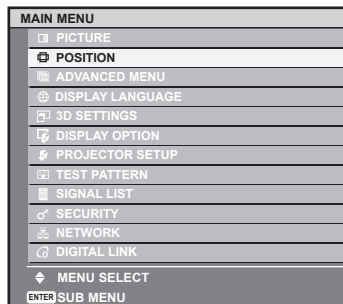 MAIN MENU
PICTURE
POSITION
ADVANCED MENU
DISPLAY LANGUAGE
3D SETTINGS
DISPLAY OPTION
PROJECTOR SETUP
TEST PATTERN
SIGNAL LIST
SECURITY
NETWORK
DIGITAL LINK
MENU SELECT
ENTER SUB MENU